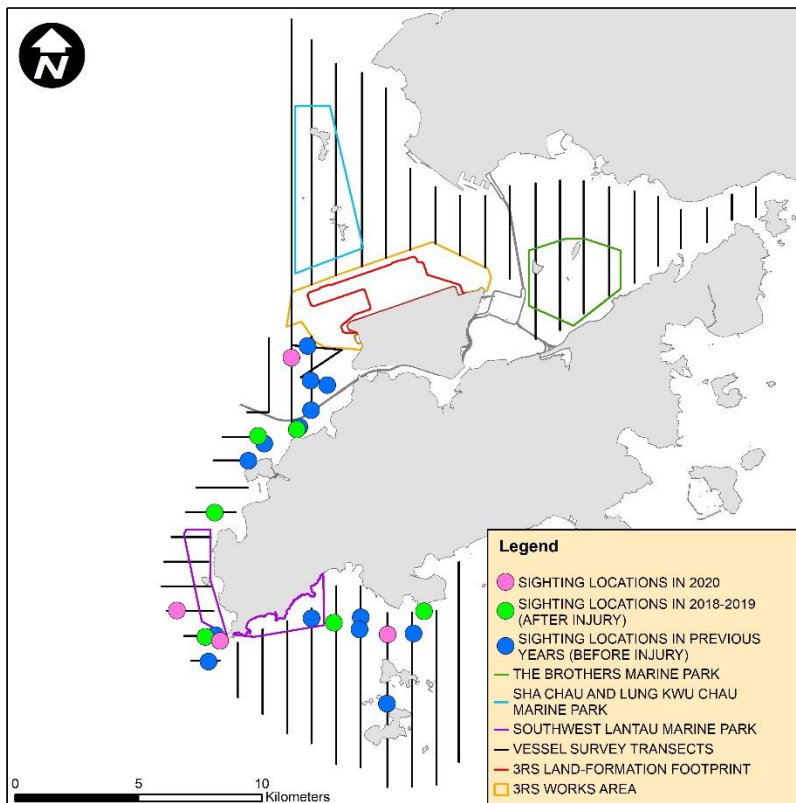 N
Legend
SIGHTING LOCATIONS IN 2020
SIGHTING LOCATIONS IN 2018-2019
(AFTER INJURY)
SIGHTING LOCATIONS IN PREVIOUS
YEARS (BEFORE INJURY)
THE BROTHERS MARINE PARK
SHA CHAU AND LUNG KWU CHAU
MARINE PARK
SOUTHWEST LANTAU MARINE PARK
VESSEL SURVEY TRANSECTS
3RS LAND-FORMATION FOOTPRINT
3RS WORKS AREA
0 5 10
Kilometers